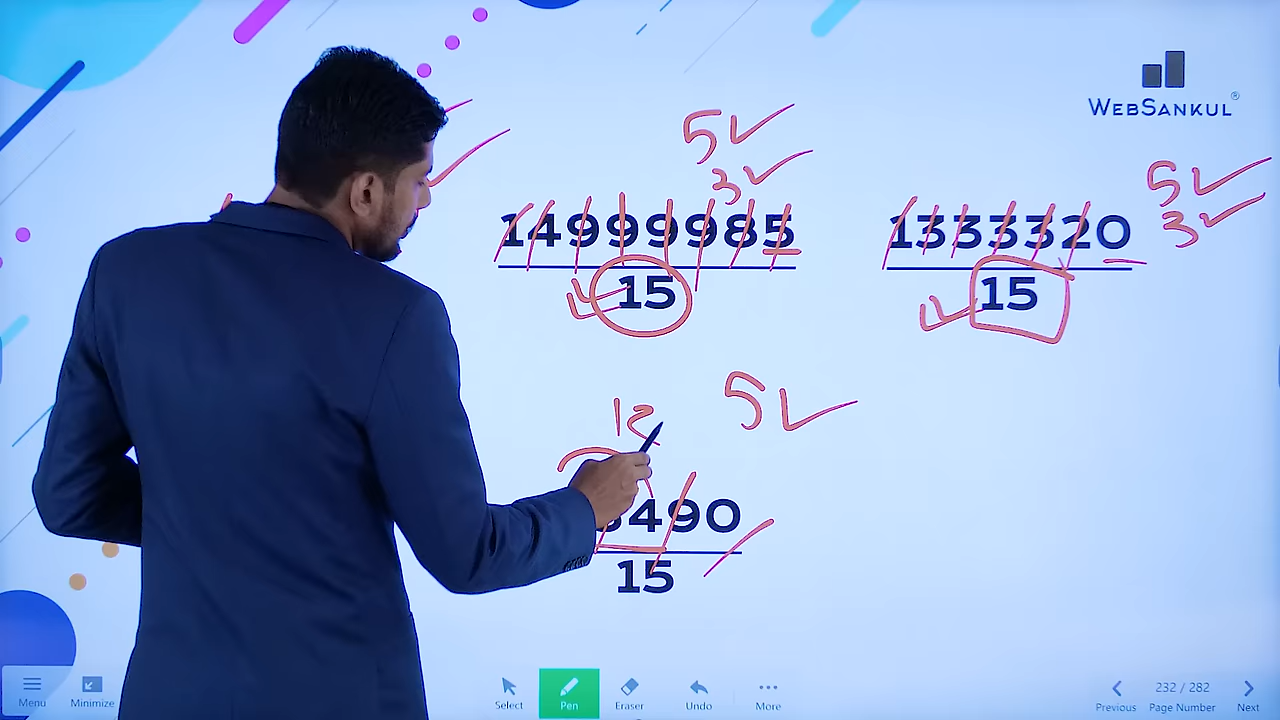 WEBSANKUL®
5
5
3
3
14999985
1333320
15
15
5
12
3490
15
Menu
Minimize
Select
Pen
Eraser
Undo
More
Previous
232 / 282
Page Number
Next